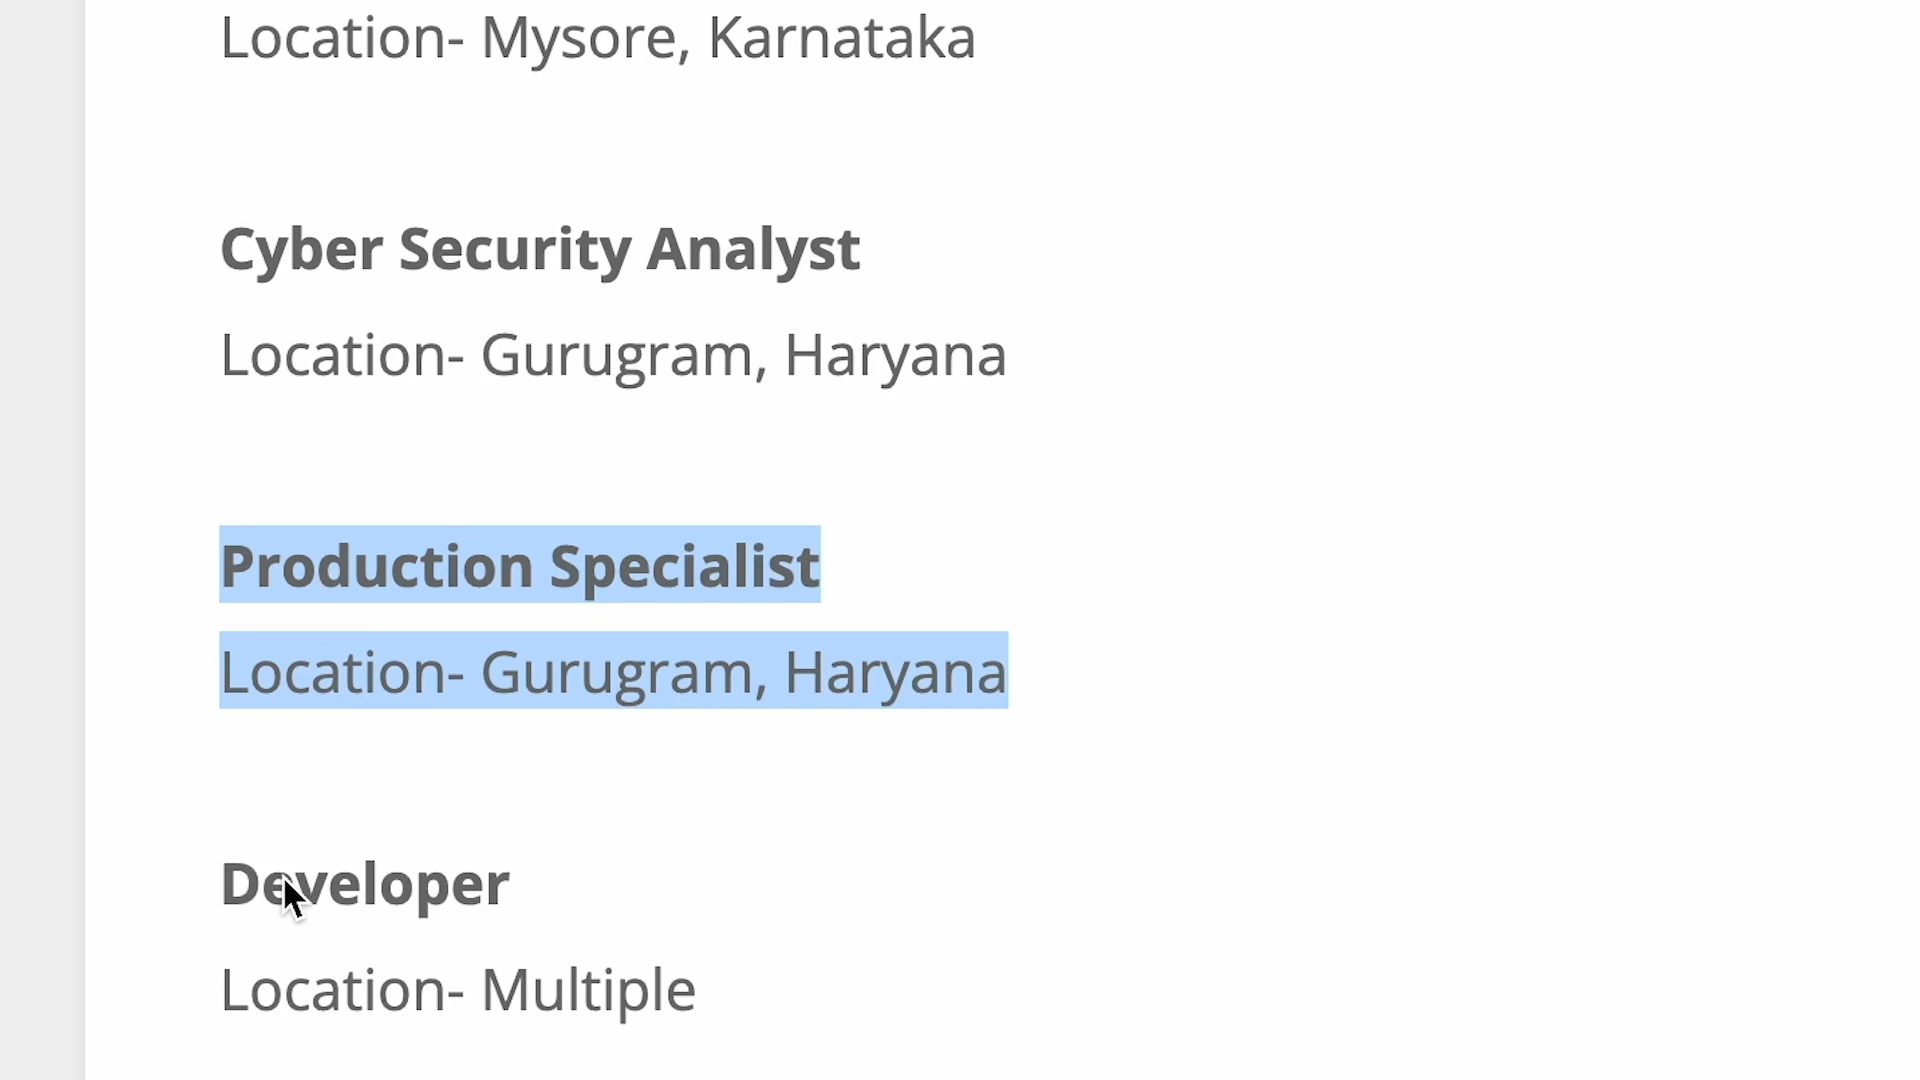 Location- Mysore, Karnataka
Cyber Security Analyst
Location- Gurugram, Haryana
Production Specialist
Location- Gurugram, Haryana
Developer
Location- Multiple